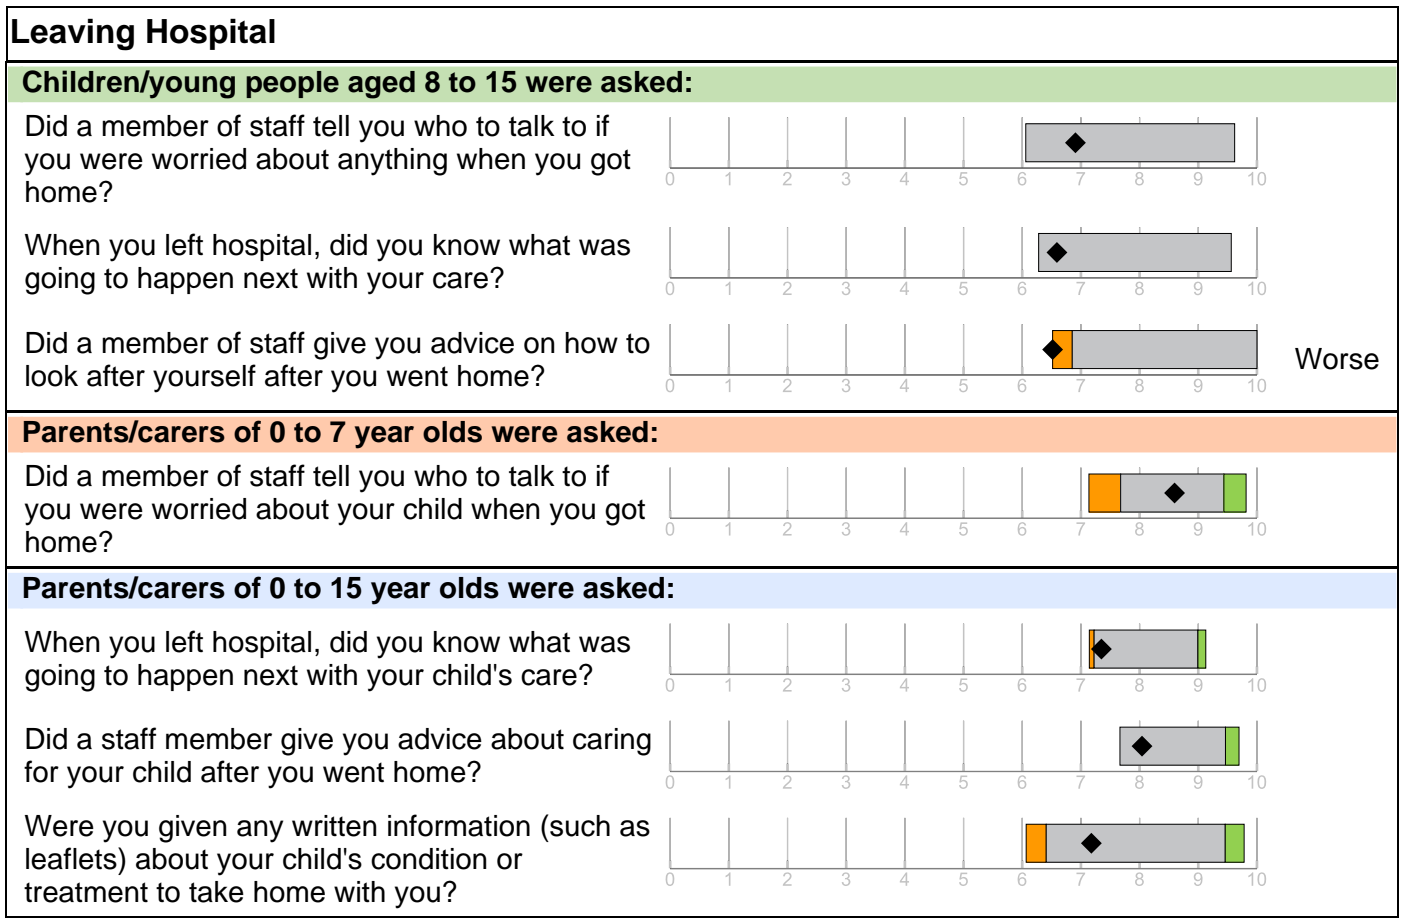 Leaving Hospital
Children/young people aged 8 to 15 were asked:
Did a member of staff tell you who to talk to if
you were worried about anything when you got
home?
0 1 2 3 4 5 6 7 8 9 10
When you left hospital, did you know what was
going to happen next with your care?
0 1 2 3 4 5 6 7 8 9 10
Did a member of staff give you advice on how to
look after yourself after you went home?
Worse
0 1 2 3 4 5 6 7 8 9 10
Parents/carers of 0 to 7 year olds were asked:
Did a member of staff tell you who to talk to if
you were worried about your child when you got
home?
0 1 2 3 4 5 6 7 8 9 10
Parents/carers of 0 to 15 year olds were asked:
When you left hospital, did you know what was
going to happen next with your child's care?
0 1 2 3 4 5 6 7 8 9 10
Did a staff member give you advice about caring
for your child after you went home?
0 1 2 3 4 5 6 7 8 9 10
Were you given any written information (such as
leaflets) about your child's condition or
treatment to take home with you?
0 1 2 3 4 5 6 7 8 9 10